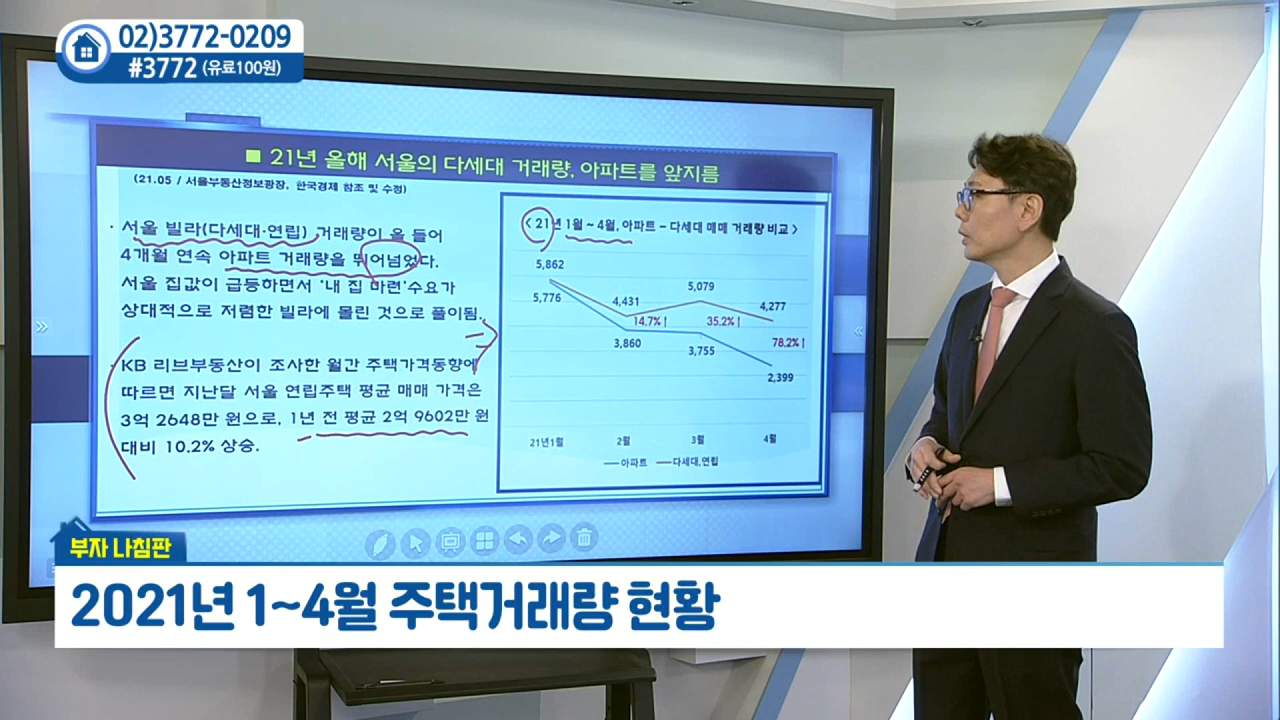 02)3772-0209
#3772 (유료100원)
■ 21년 올해 서울의 다세대 거래량, 아파트를 앞지름
(21.05 / 서울부동산정보광장, 한국경제 참조 및 수정)
· 서울 빌라(다세대·연립) 거래량이 올 들어
4개월 연속 아파트 거래량을 뛰어넘었다.
서울 집값이 급등하면서 '내 집 마련'수요가
상대적으로 저렴한 빌라에 몰린 것으로 풀이됨.
· KB 리브부동산이 조사한 월간 주택가격동향에
따르면 지난달 서울 연립주택 평균 매매 가격은
3억 2648만 원으로, 1년 전 평균 2억 9602만 원
대비 10.2% 상승.
< 21년 1월 ~ 4월, 아파트 - 다세대 매매 거래량 비교 >
5,862
5,776
4,431
5,079
4,277
14.7%↑
35.2%↑
78.2%↑
3,860
3,755
2,399
21년1월 2월 3월 4월
아파트 다세대,연립
부자 나침판
2021년 1~4월 주택거래량 현황